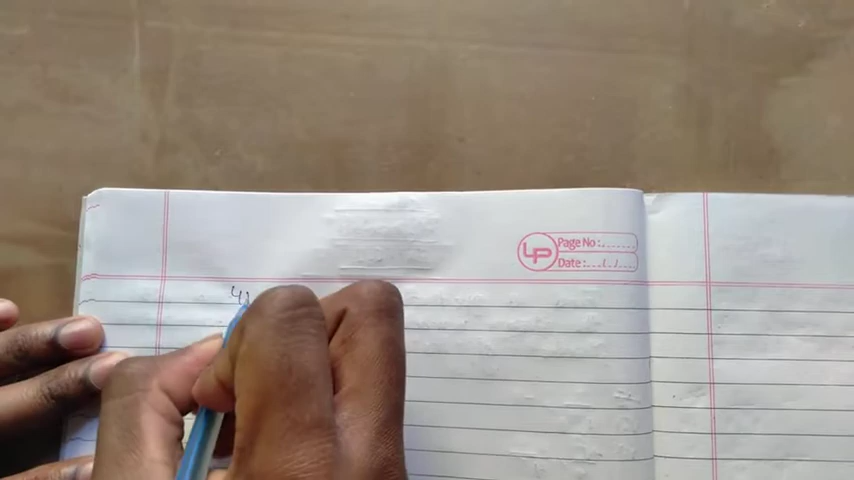 LP
Page No :
Date :